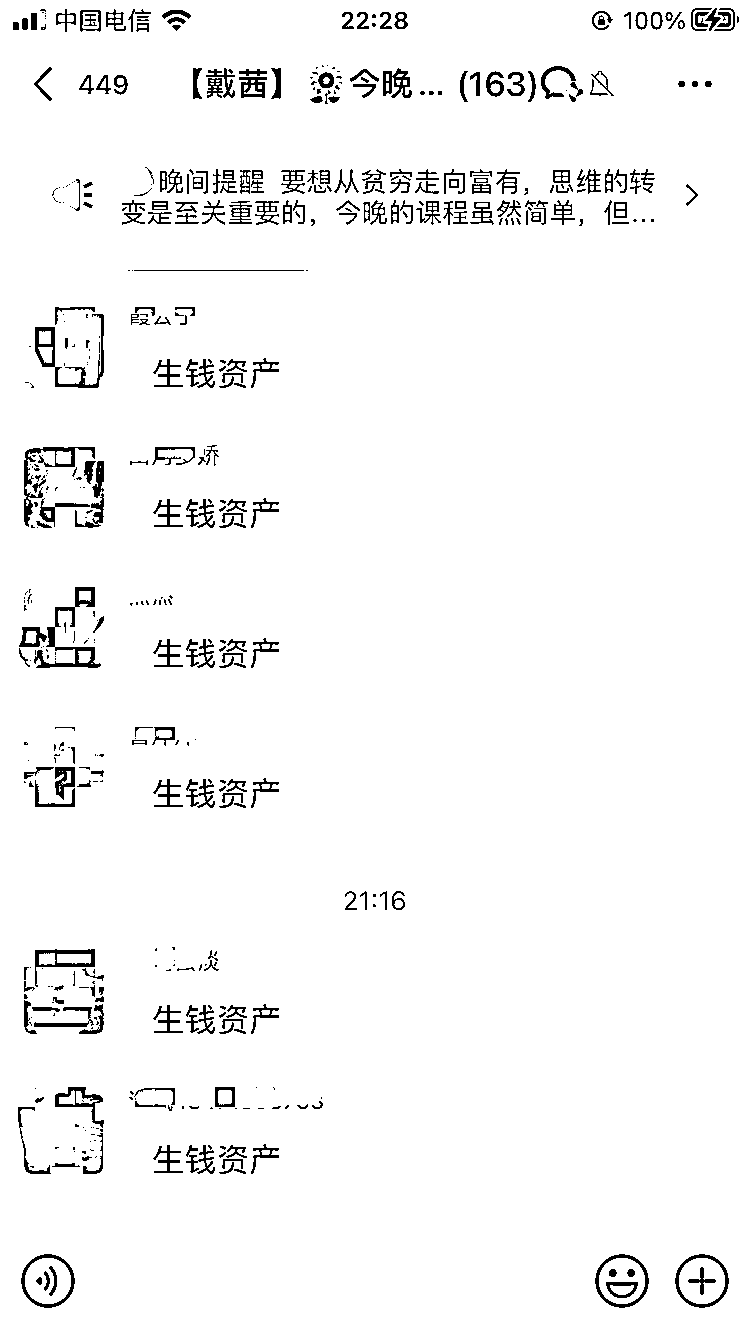 中国电信
22:28
100%
449
【戴茜】 🌻今晚... (163)
晚间提醒 要想从贫穷走向富有，思维的转
变是至关重要的，今晚的课程虽然简单，但...
生钱资产
生钱资产
生钱资产
生钱资产
21:16
生钱资产
生钱资产